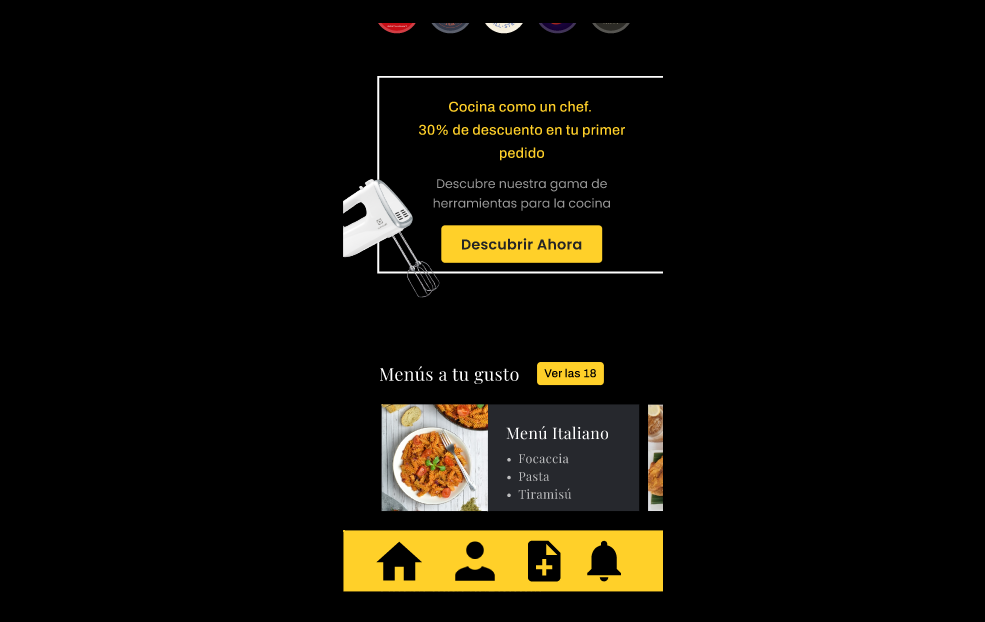 Cocina como un chef.
30% de descuento en tu primer
pedido
Descubre nuestra gama de
herramientas para la cocina
Descubrir Ahora
Menús a tu gusto
Ver las 18
Menú Italiano
• Focaccia
• Pasta
• Tiramisú